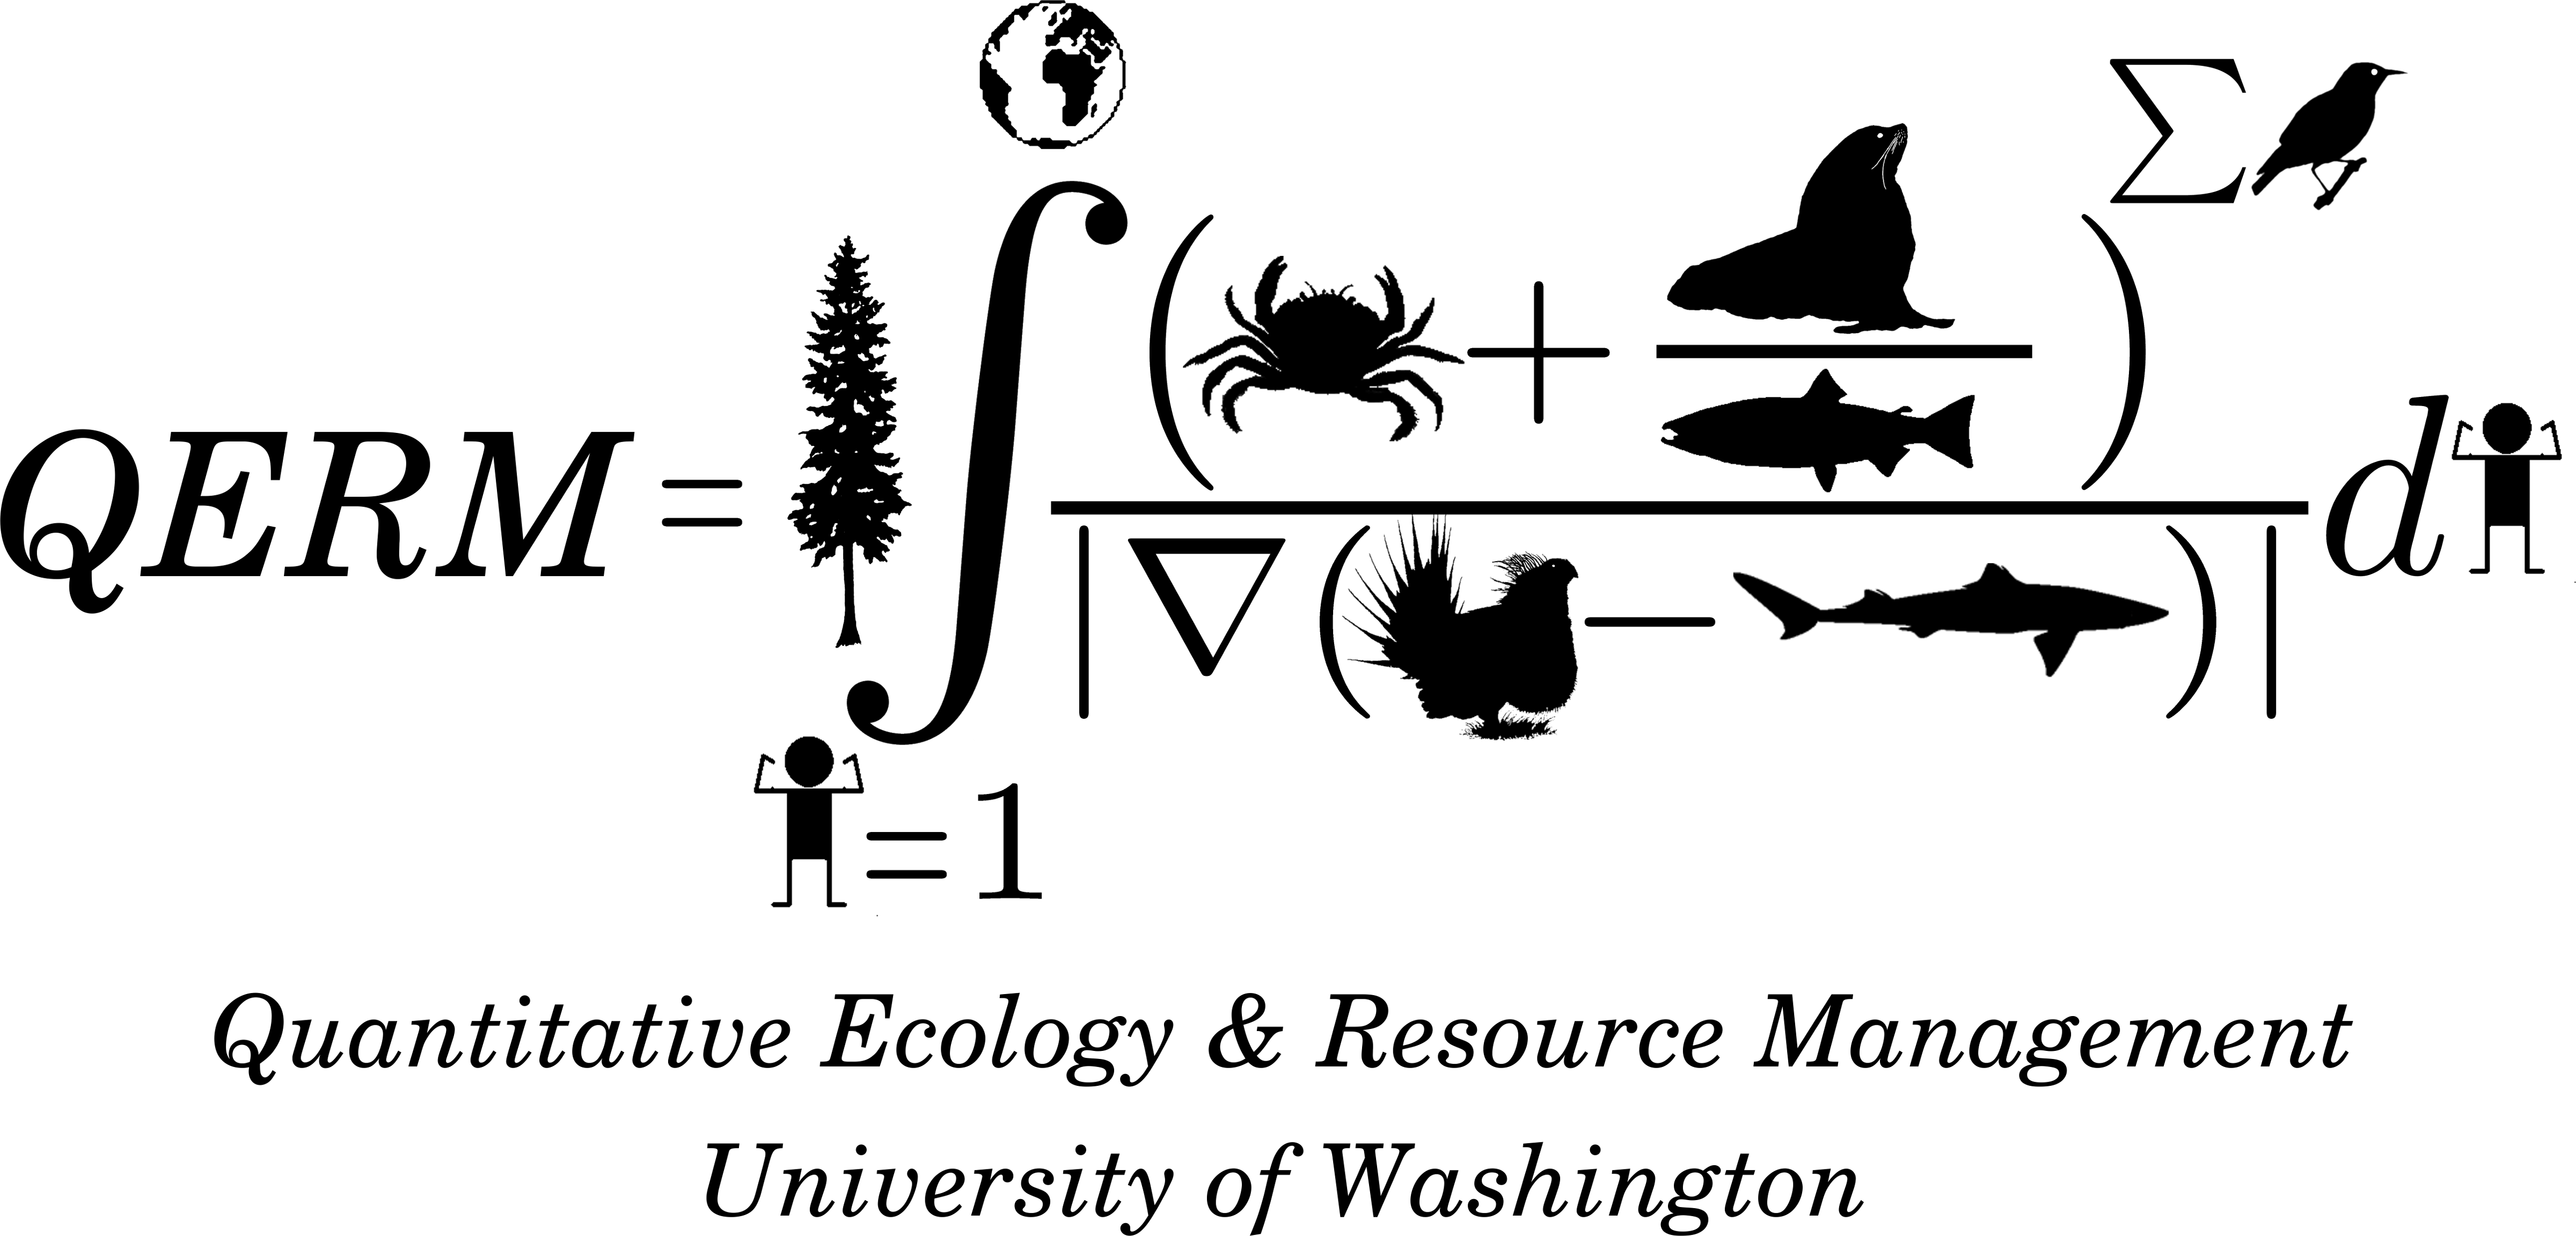 QERM = ∫ ( + ) Σ d
| ∇ ( − ) |
= 1
Quantitative Ecology & Resource Management
University of Washington